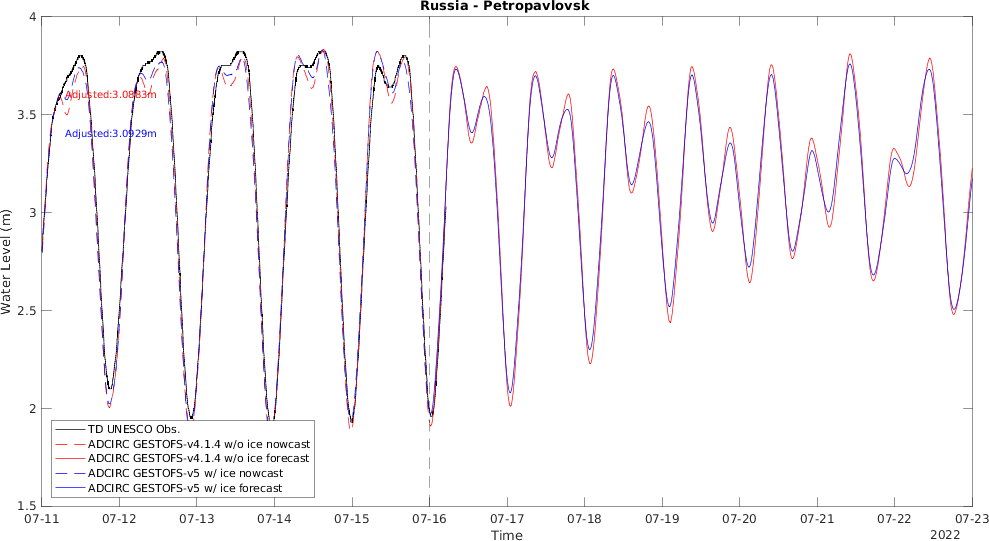 Russia - Petropavlovsk
4
3.5
3
2.5
2
1.5
Water Level (m)
Adjusted:3.0883m
Adjusted:3.0929m
TD UNESCO Obs.
ADCIRC GESTOFS-v4.1.4 w/o ice nowcast
ADCIRC GESTOFS-v4.1.4 w/o ice forecast
ADCIRC GESTOFS-v5 w/ ice nowcast
ADCIRC GESTOFS-v5 w/ ice forecast
07-11 07-12 07-13 07-14 07-15 07-16 07-17 07-18 07-19 07-20 07-21 07-22 07-23
Time
2022